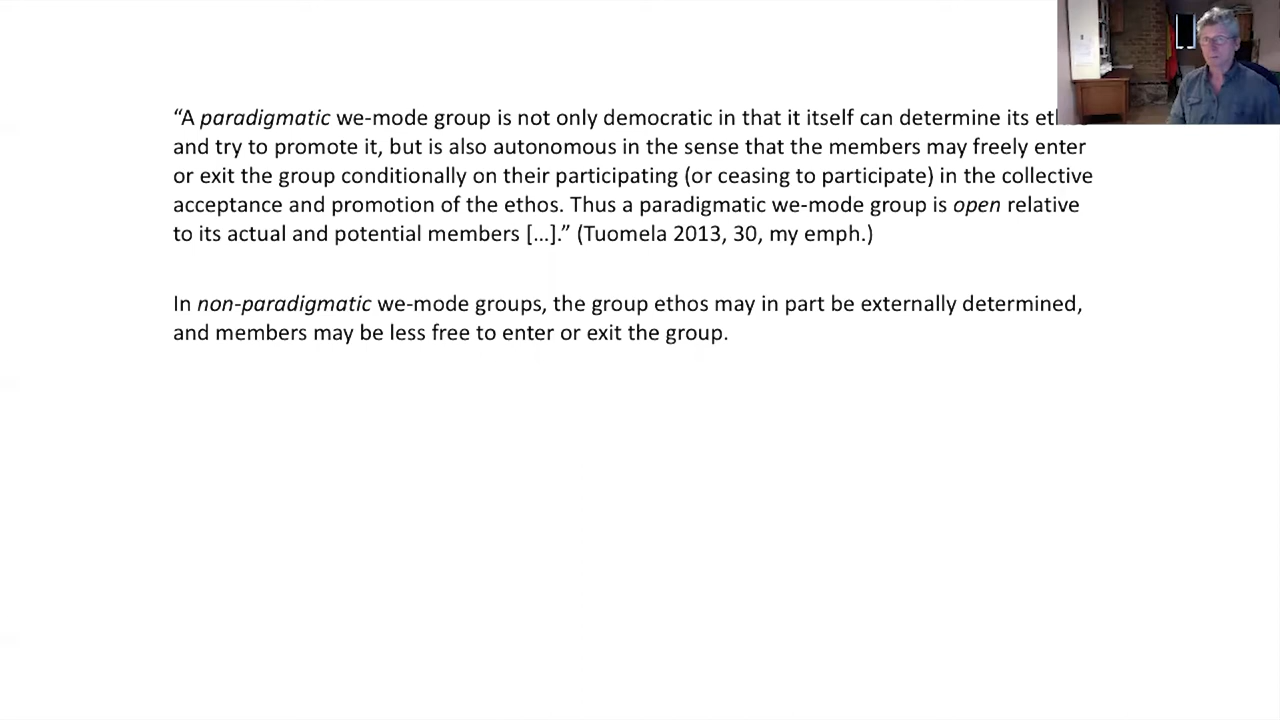 “A paradigmatic we-mode group is not only democratic in that it itself can determine its
and try to promote it, but is also autonomous in the sense that the members may freely enter
or exit the group conditionally on their participating (or ceasing to participate) in the collective
acceptance and promotion of the ethos. Thus a paradigmatic we-mode group is open relative
to its actual and potential members [...].” (Tuomela 2013, 30, my emph.)
In non-paradigmatic we-mode groups, the group ethos may in part be externally determined,
and members may be less free to enter or exit the group.